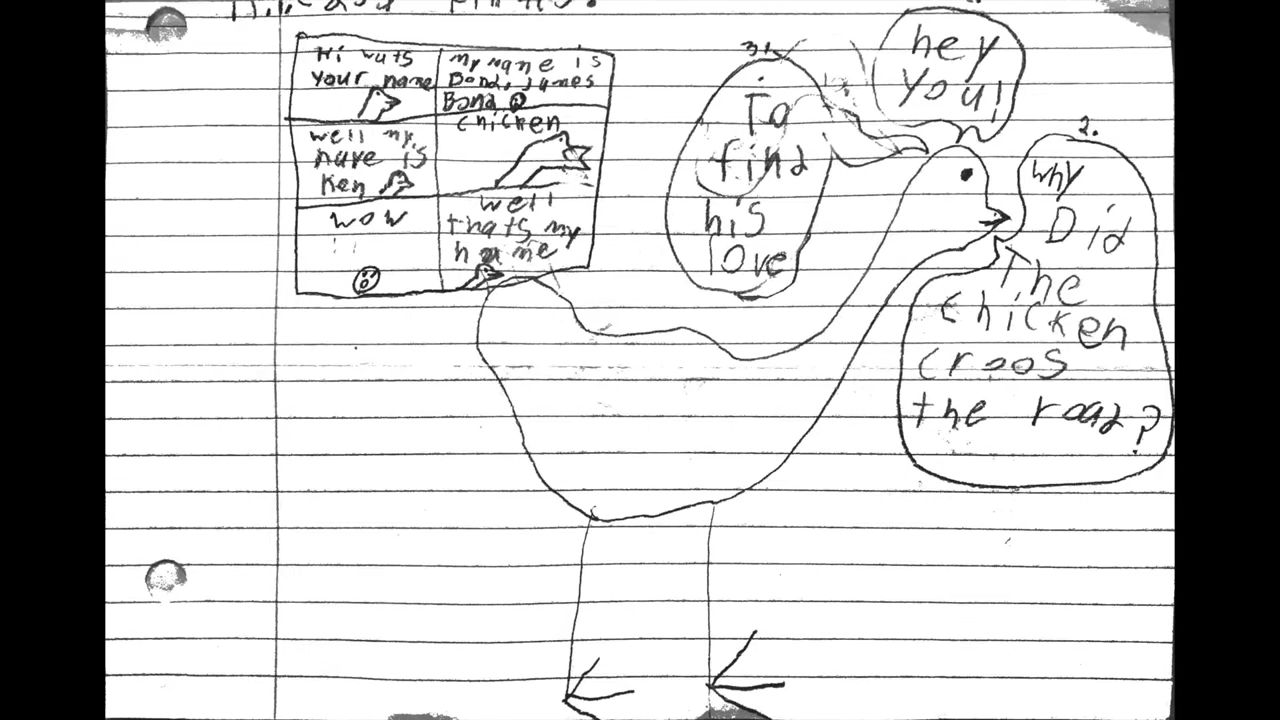 Hi wuts
your name
my name is
Bond, James
Bond
well my
name is
Ken
chicken
wow
well
thats my
name
hey
you!
2.
why
Did
The
chicken
croos
the road?
3.
To
find
his
love